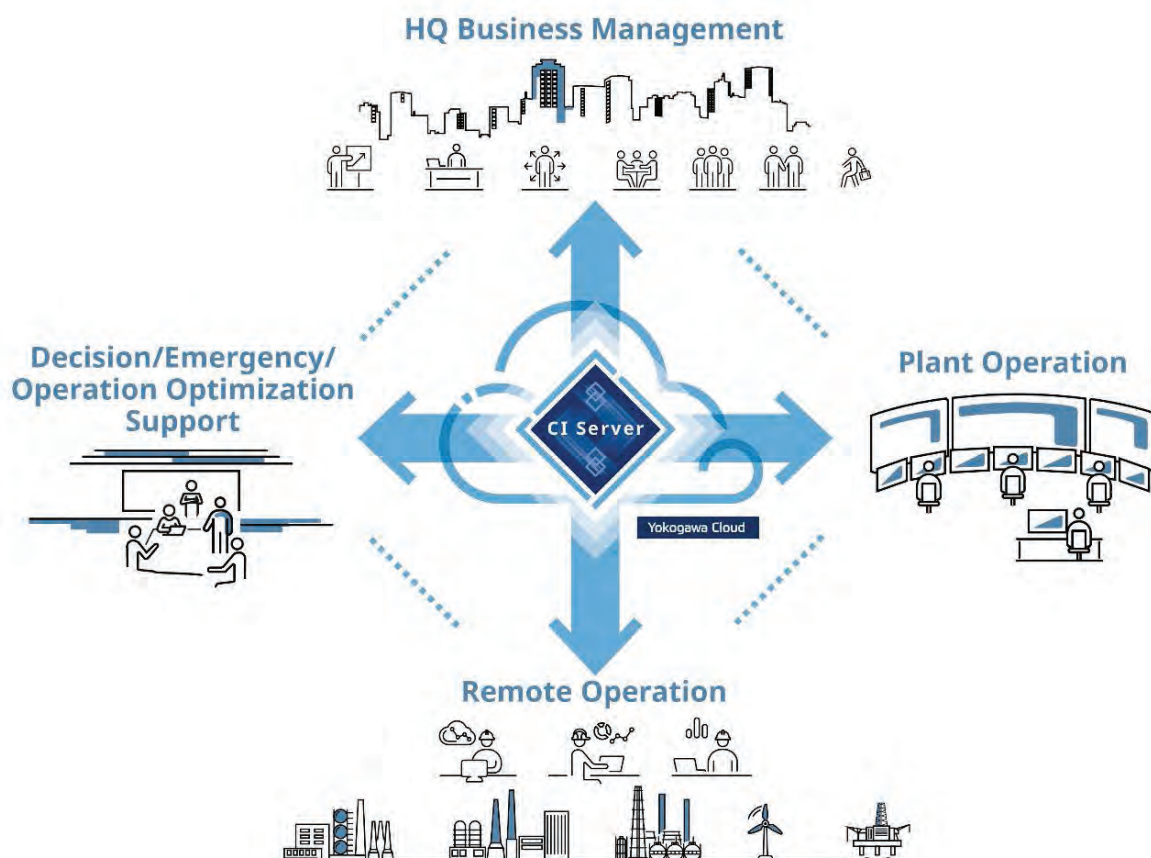 HQ Business Management
Decision/Emergency/
Operation Optimization
Support
Plant Operation
CI Server
Yokogawa Cloud
Remote Operation